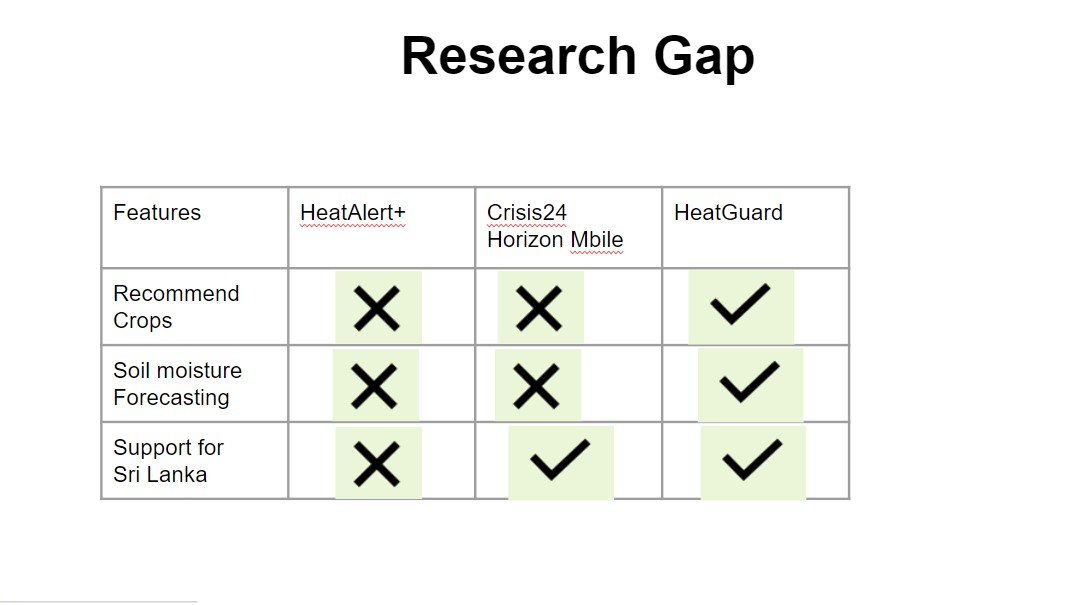 Research Gap
Features
HeatAlert+
Crisis24
Horizon Mbile
HeatGuard
Recommend
Crops
Soil moisture
Forecasting
Support for
Sri Lanka